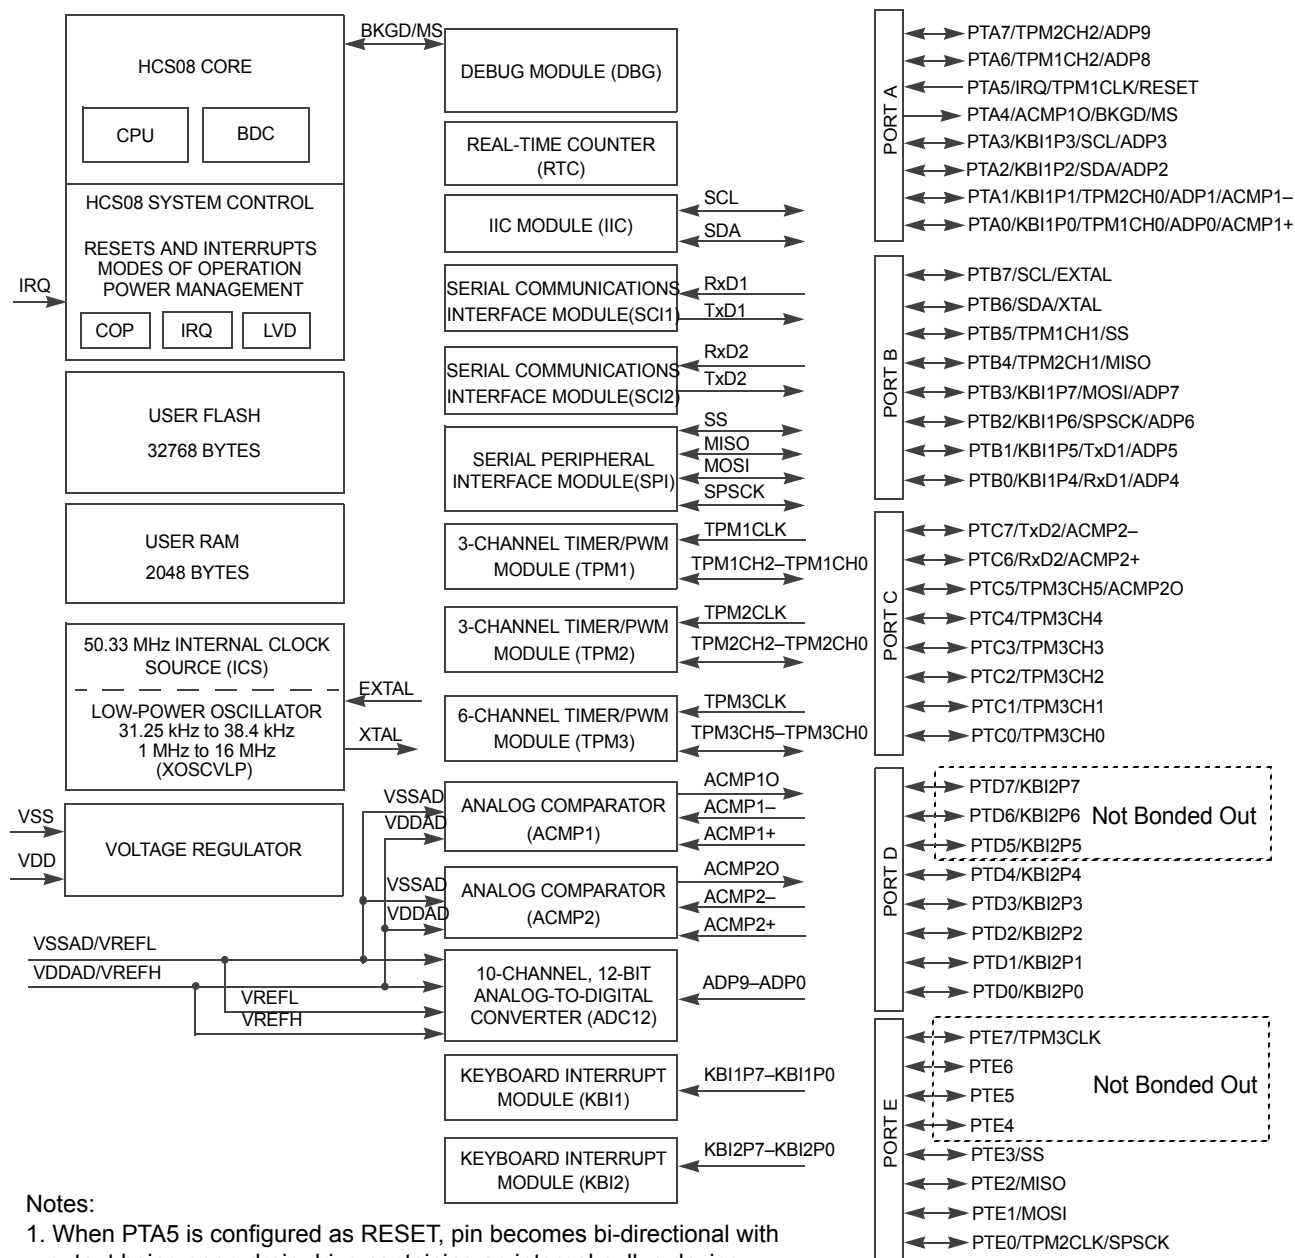 HCS08 CORE
CPU
BDC
HCS08 SYSTEM CONTROL
RESETS AND INTERRUPTS
MODES OF OPERATION
POWER MANAGEMENT
COP
IRQ
LVD
IRQ
USER FLASH
32768 BYTES
USER RAM
2048 BYTES
50.33 MHz INTERNAL CLOCK
SOURCE (ICS)
LOW-POWER OSCILLATOR
31.25 kHz to 38.4 kHz
1 MHz to 16 MHz
(XOSCVLP)
EXTAL
XTAL
VSS
VDD
VOLTAGE REGULATOR
VSSAD/VREFL
VDDAD/VREFH
VREFL
VREFH
BKGD/MS
DEBUG MODULE (DBG)
REAL-TIME COUNTER
(RTC)
IIC MODULE (IIC)
SCL
SDA
SERIAL COMMUNICATIONS
INTERFACE MODULE(SCI1)
RxD1
TxD1
SERIAL COMMUNICATIONS
INTERFACE MODULE(SCI2)
RxD2
TxD2
SERIAL PERIPHERAL
INTERFACE MODULE(SPI)
SS
MISO
MOSI
SPSCK
3-CHANNEL TIMER/PWM
MODULE (TPM1)
TPM1CLK
TPM1CH2–TPM1CH0
3-CHANNEL TIMER/PWM
MODULE (TPM2)
TPM2CLK
TPM2CH2–TPM2CH0
6-CHANNEL TIMER/PWM
MODULE (TPM3)
TPM3CLK
TPM3CH5–TPM3CH0
VSSAD
VDDAD
ANALOG COMPARATOR
(ACMP1)
ACMP1O
ACMP1–
ACMP1+
VSSAD
VDDAD
ANALOG COMPARATOR
(ACMP2)
ACMP2O
ACMP2–
ACMP2+
10-CHANNEL, 12-BIT
ANALOG-TO-DIGITAL
CONVERTER (ADC12)
ADP9–ADP0
KEYBOARD INTERRUPT
MODULE (KBI1)
KBI1P7–KBI1P0
KEYBOARD INTERRUPT
MODULE (KBI2)
KBI2P7–KBI2P0
PORT A
PTA7/TPM2CH2/ADP9
PTA6/TPM1CH2/ADP8
PTA5/IRQ/TPM1CLK/RESET
PTA4/ACMP1O/BKGD/MS
PTA3/KBI1P3/SCL/ADP3
PTA2/KBI1P2/SDA/ADP2
PTA1/KBI1P1/TPM2CH0/ADP1/ACMP1–
PTA0/KBI1P0/TPM1CH0/ADP0/ACMP1+
PORT B
PTB7/SCL/EXTAL
PTB6/SDA/XTAL
PTB5/TPM1CH1/SS
PTB4/TPM2CH1/MISO
PTB3/KBI1P7/MOSI/ADP7
PTB2/KBI1P6/SPSCK/ADP6
PTB1/KBI1P5/TxD1/ADP5
PTB0/KBI1P4/RxD1/ADP4
PORT C
PTC7/TxD2/ACMP2–
PTC6/RxD2/ACMP2+
PTC5/TPM3CH5/ACMP2O
PTC4/TPM3CH4
PTC3/TPM3CH3
PTC2/TPM3CH2
PTC1/TPM3CH1
PTC0/TPM3CH0
PORT D
PTD7/KBI2P7
PTD6/KBI2P6 Not Bonded Out
PTD5/KBI2P5
PTD4/KBI2P4
PTD3/KBI2P3
PTD2/KBI2P2
PTD1/KBI2P1
PTD0/KBI2P0
PORT E
PTE7/TPM3CLK
PTE6
Not Bonded Out
PTE5
PTE4
PTE3/SS
PTE2/MISO
PTE1/MOSI
PTE0/TPM2CLK/SPSCK
Notes:
1. When PTA5 is configured as RESET, pin becomes bi-directional with